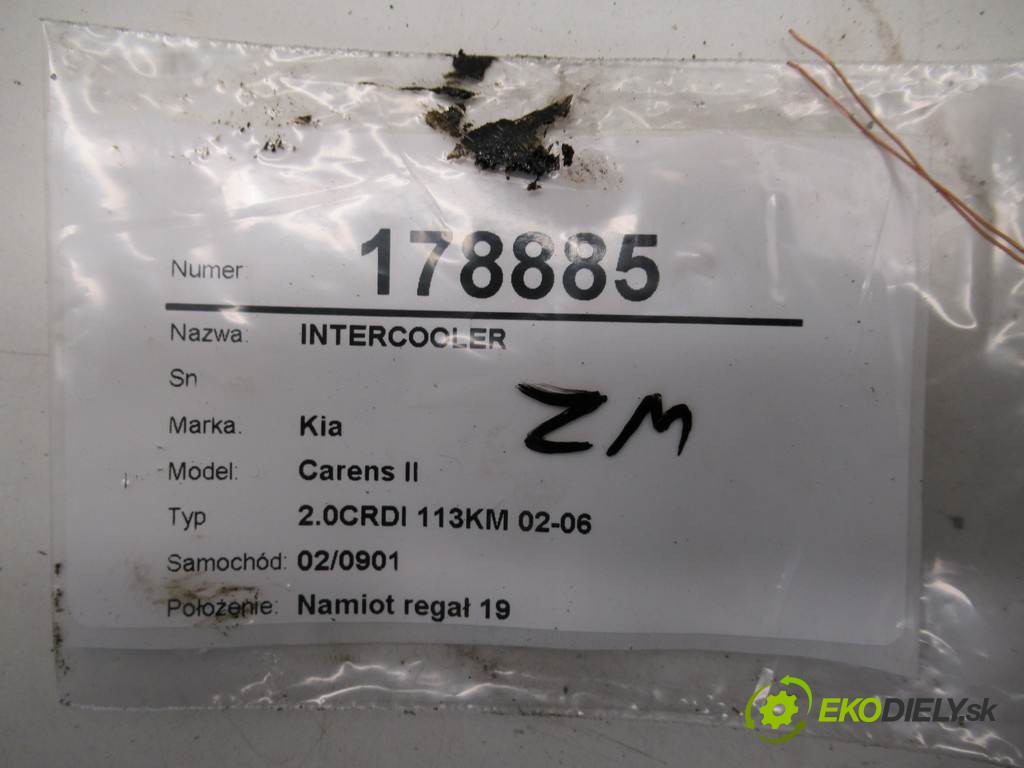 Numer: 178885
Nazwa: INTERCOOLER
Sn
ZM
Marka: Kia
Model: Carens II
Typ 2.0CRDI 113KM 02-06
Samochód: 02/0901
Położenie: Namiot regał 19
EKODIELY.sk